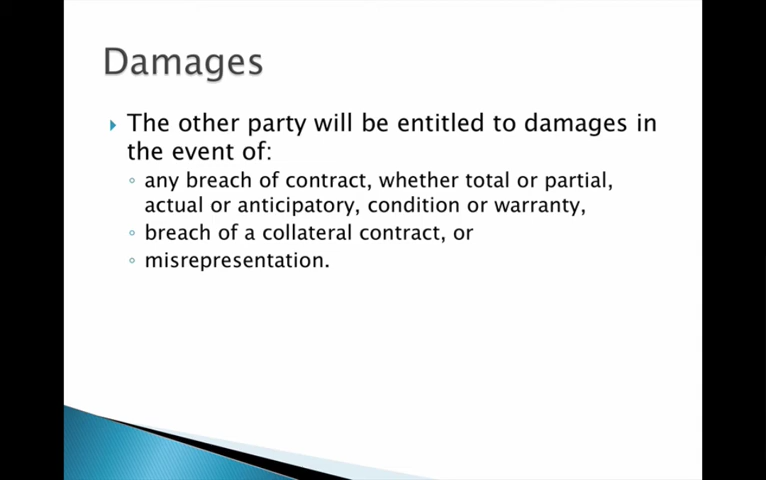 Damages
The other party will be entitled to damages in
the event of:
any breach of contract, whether total or partial,
actual or anticipatory, condition or warranty,
breach of a collateral contract, or
misrepresentation.